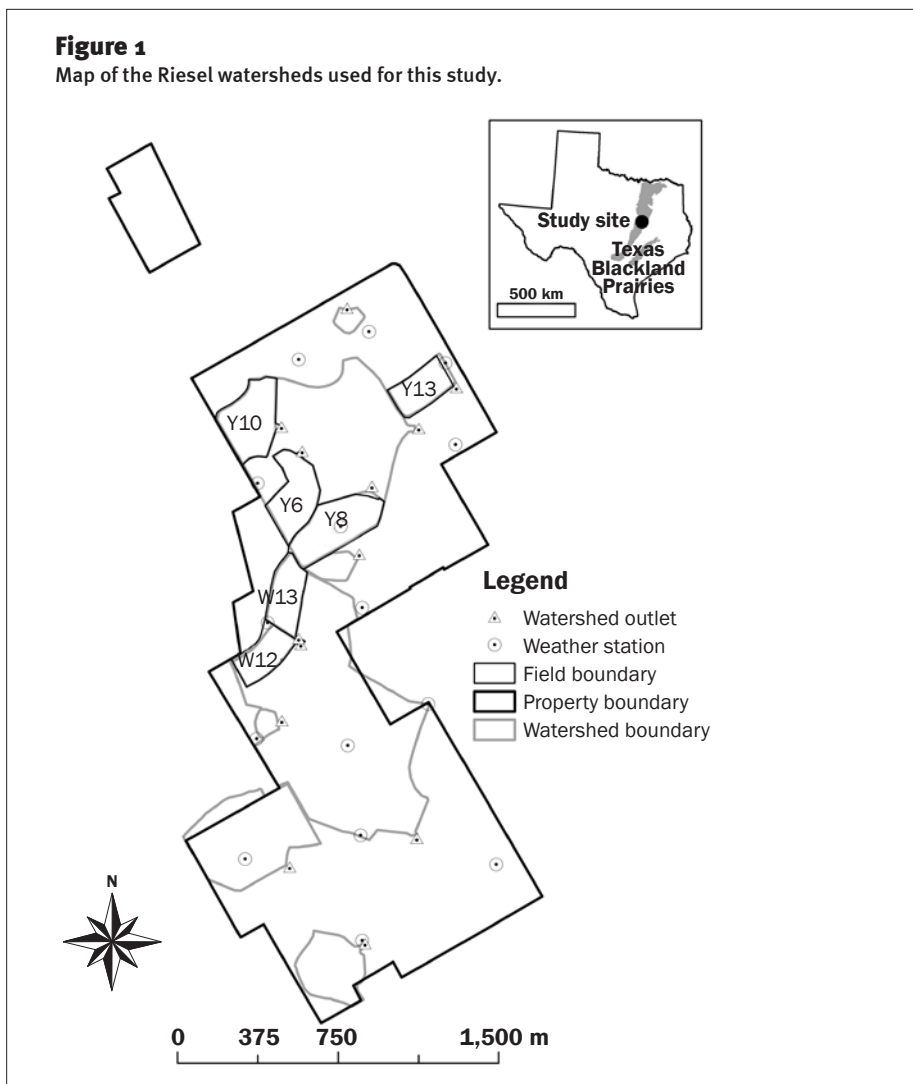 Figure 1
Map of the Riesel watersheds used for this study.
Study site
Texas
Blackland
Prairies
500 km
Y13
Y10
Y6
Y8
W13
W12
Legend
Watershed outlet
Weather station
Field boundary
Property boundary
Watershed boundary
N
0 375 750 1,500 m